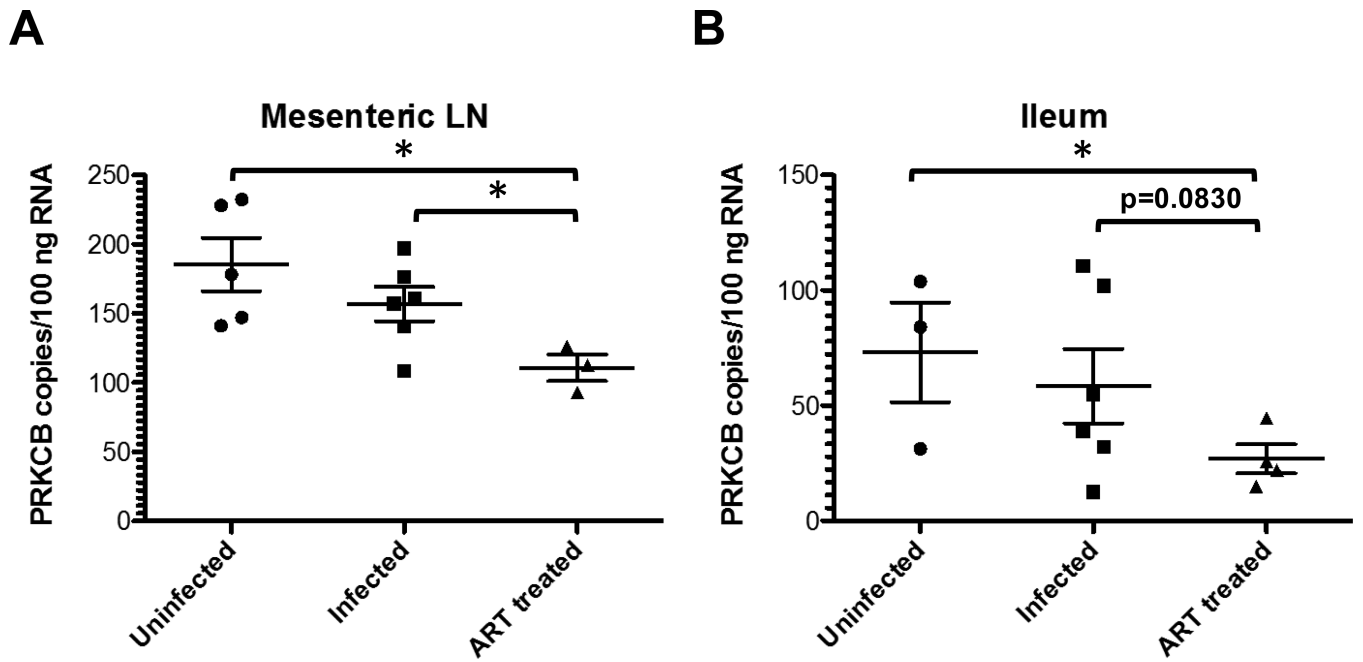 A
Mesenteric LN
*
*
PRKCB copies/100 ng RNA
250
200
150
100
50
0
Uninfected
Infected
ART treated
B
Ileum
*
p=0.0830
PRKCB copies/100 ng RNA
150
100
50
0
Uninfected
Infected
ART treated